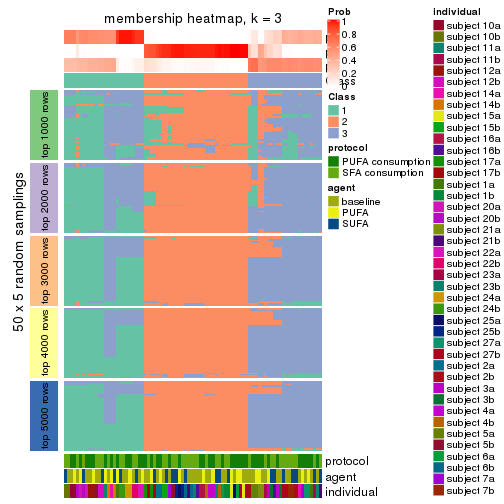 membership heatmap, k = 3
50 x 5 random samplings
top 1000 rows
top 2000 rows
top 3000 rows
top 4000 rows
top 5000 rows
protocol
agent
individual
Prob
1
0.8
0.6
0.4
0.2
0
Class
1
2
3
protocol
PUFA consumption
SFA consumption
agent
baseline
PUFA
SUFA
individual
subject 10a
subject 10b
subject 11a
subject 11b
subject 12a
subject 12b
subject 14a
subject 14b
subject 15a
subject 15b
subject 16a
subject 16b
subject 17a
subject 17b
subject 1a
subject 1b
subject 20a
subject 20b
subject 21a
subject 21b
subject 22a
subject 22b
subject 23a
subject 23b
subject 24a
subject 24b
subject 25a
subject 25b
subject 27a
subject 27b
subject 2a
subject 2b
subject 3a
subject 3b
subject 4a
subject 4b
subject 5a
subject 5b
subject 6a
subject 6b
subject 7a
subject 7b